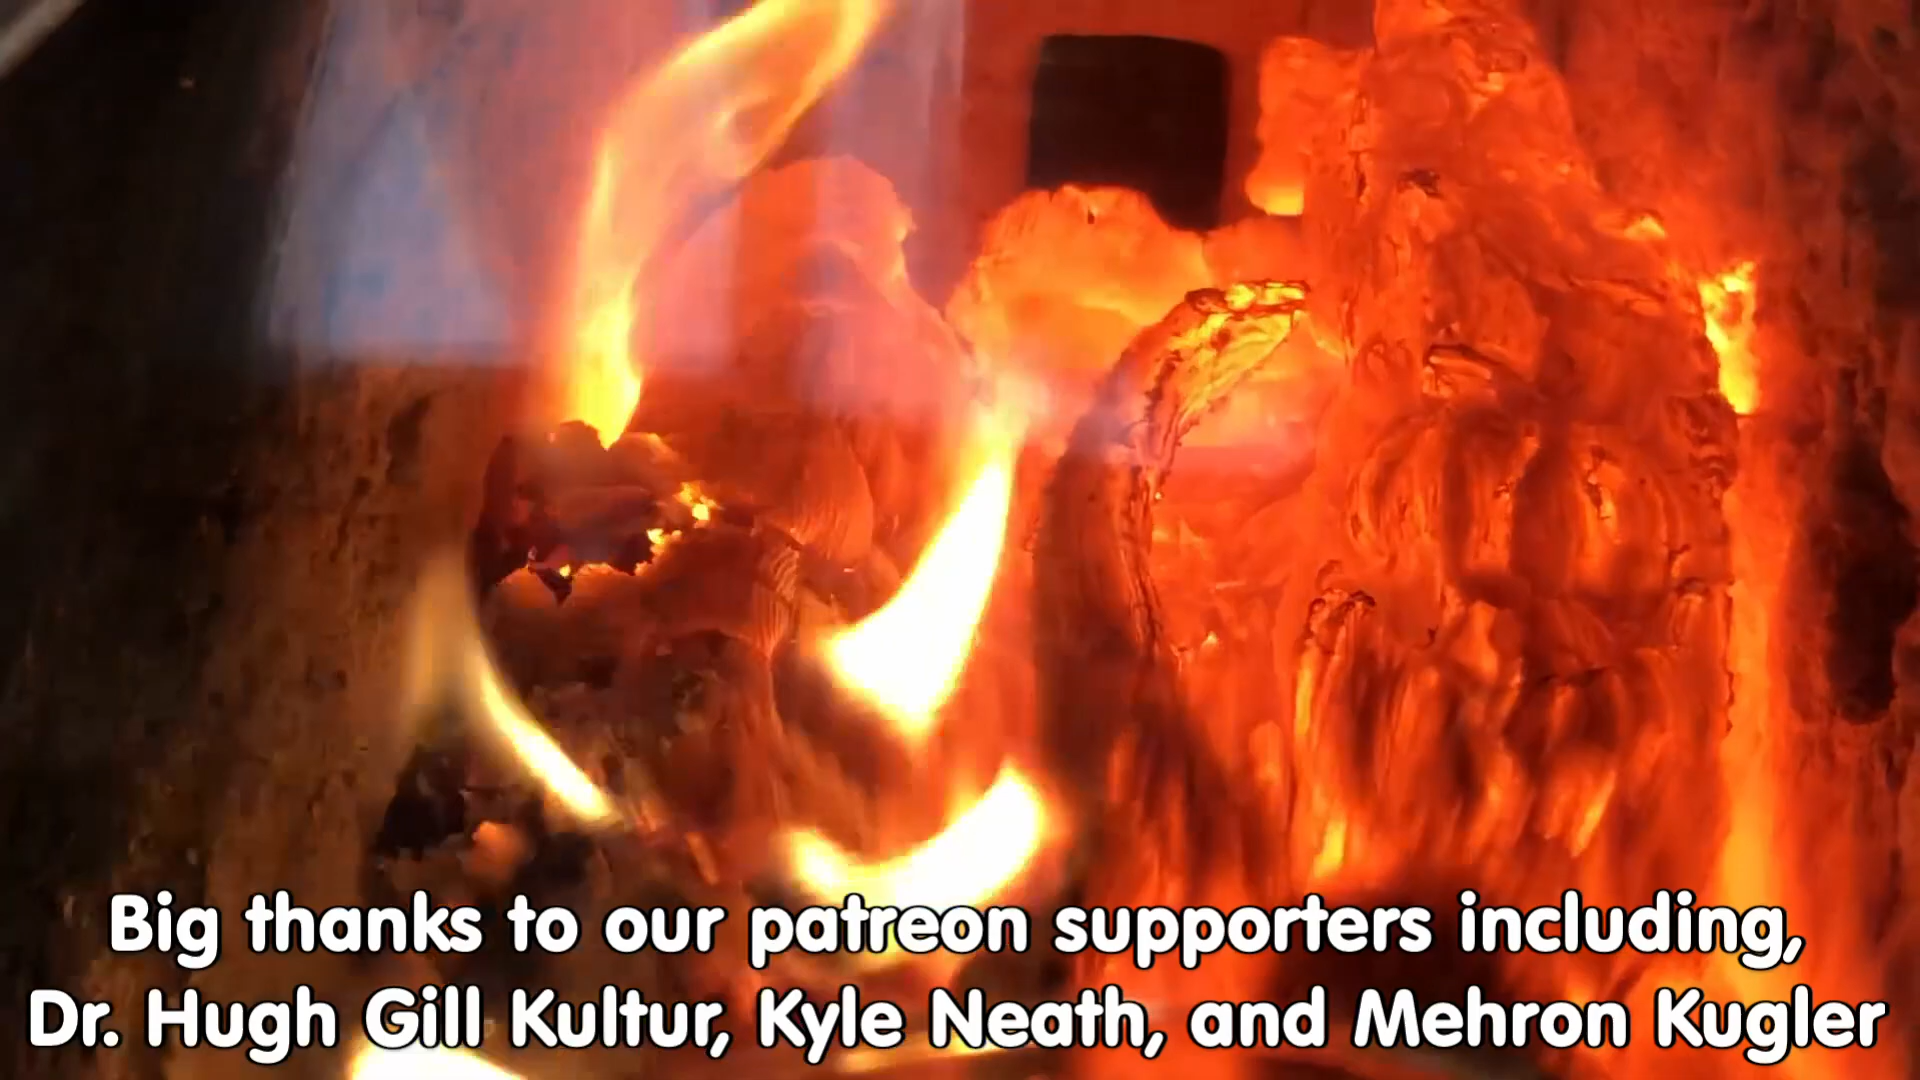 Big thanks to our patreon supporters including,
Dr. Hugh Gill Kultur, Kyle Neath, and Mehron Kugler